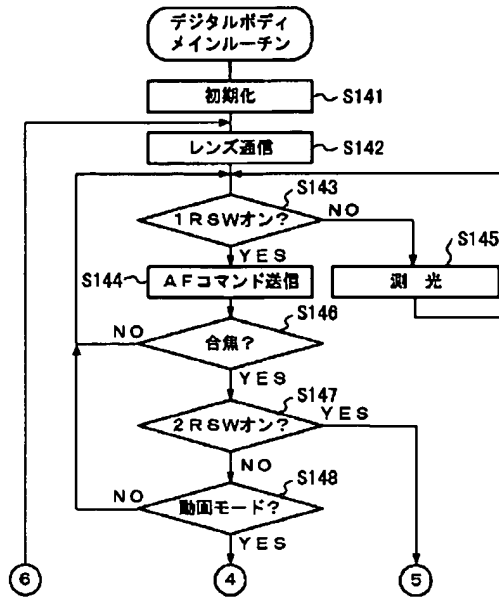 デジタルボディ
メインルーチン
初期化
S141
レンズ通信
S142
S143
1RSWオン?
NO
S145
YES
S144
AFコマンド送信
測光
S146
NO
合焦?
YES
S147
2RSWオン?
YES
NO
S148
NO
動画モード?
YES
6
4
5